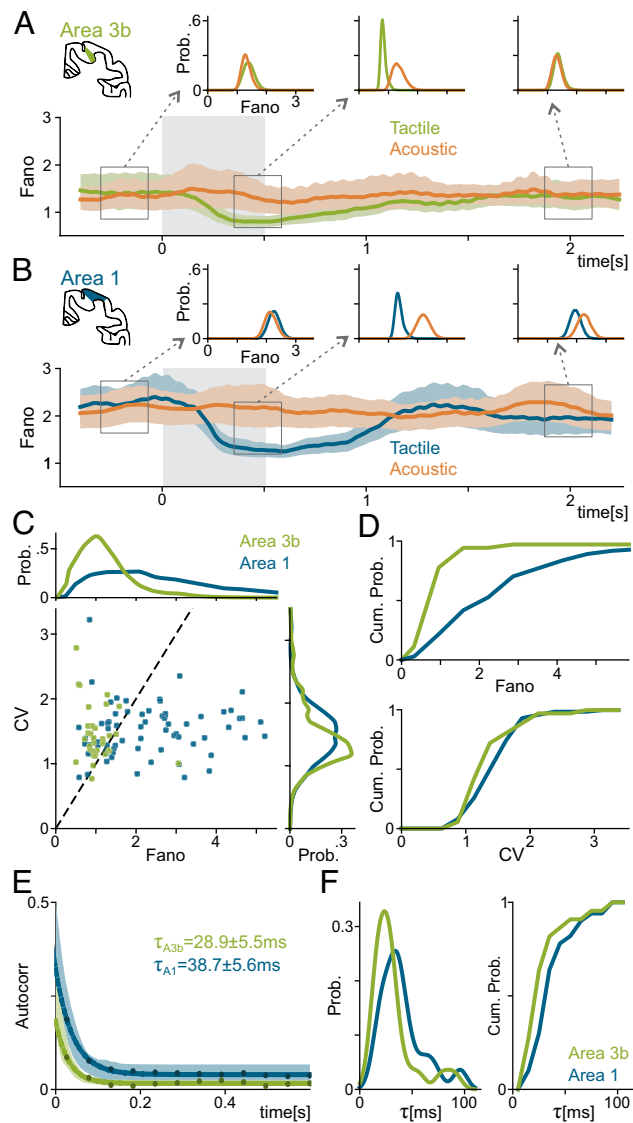 A
Area 3b
Prob.
.6
0
0 3
Fano
Fano
3
2
1
Tactile
Acoustic
0 1 2
time[s]
B
Area 1
Prob.
.6
0
0 3
Fano
Fano
3
2
1
Tactile
Acoustic
0 1 2
time[s]
C
Prob.
.5
0
Area 3b
Area 1
CV
3
2
1
0
0 2 4
Fano
.3
Prob.
D
Cum. Prob.
1
0
0 2 4
Fano
Cum. Prob.
1
0
0 1 2 3
CV
E
Autocorr
0.5
0
τA3b=28.9±5.5ms
τA1=38.7±5.6ms
0 0.2 0.4
time[s]
F
Prob.
0.3
0
0 100
τ[ms]
Cum. Prob.
1
0
0 100
τ[ms]
Area 3b
Area 1